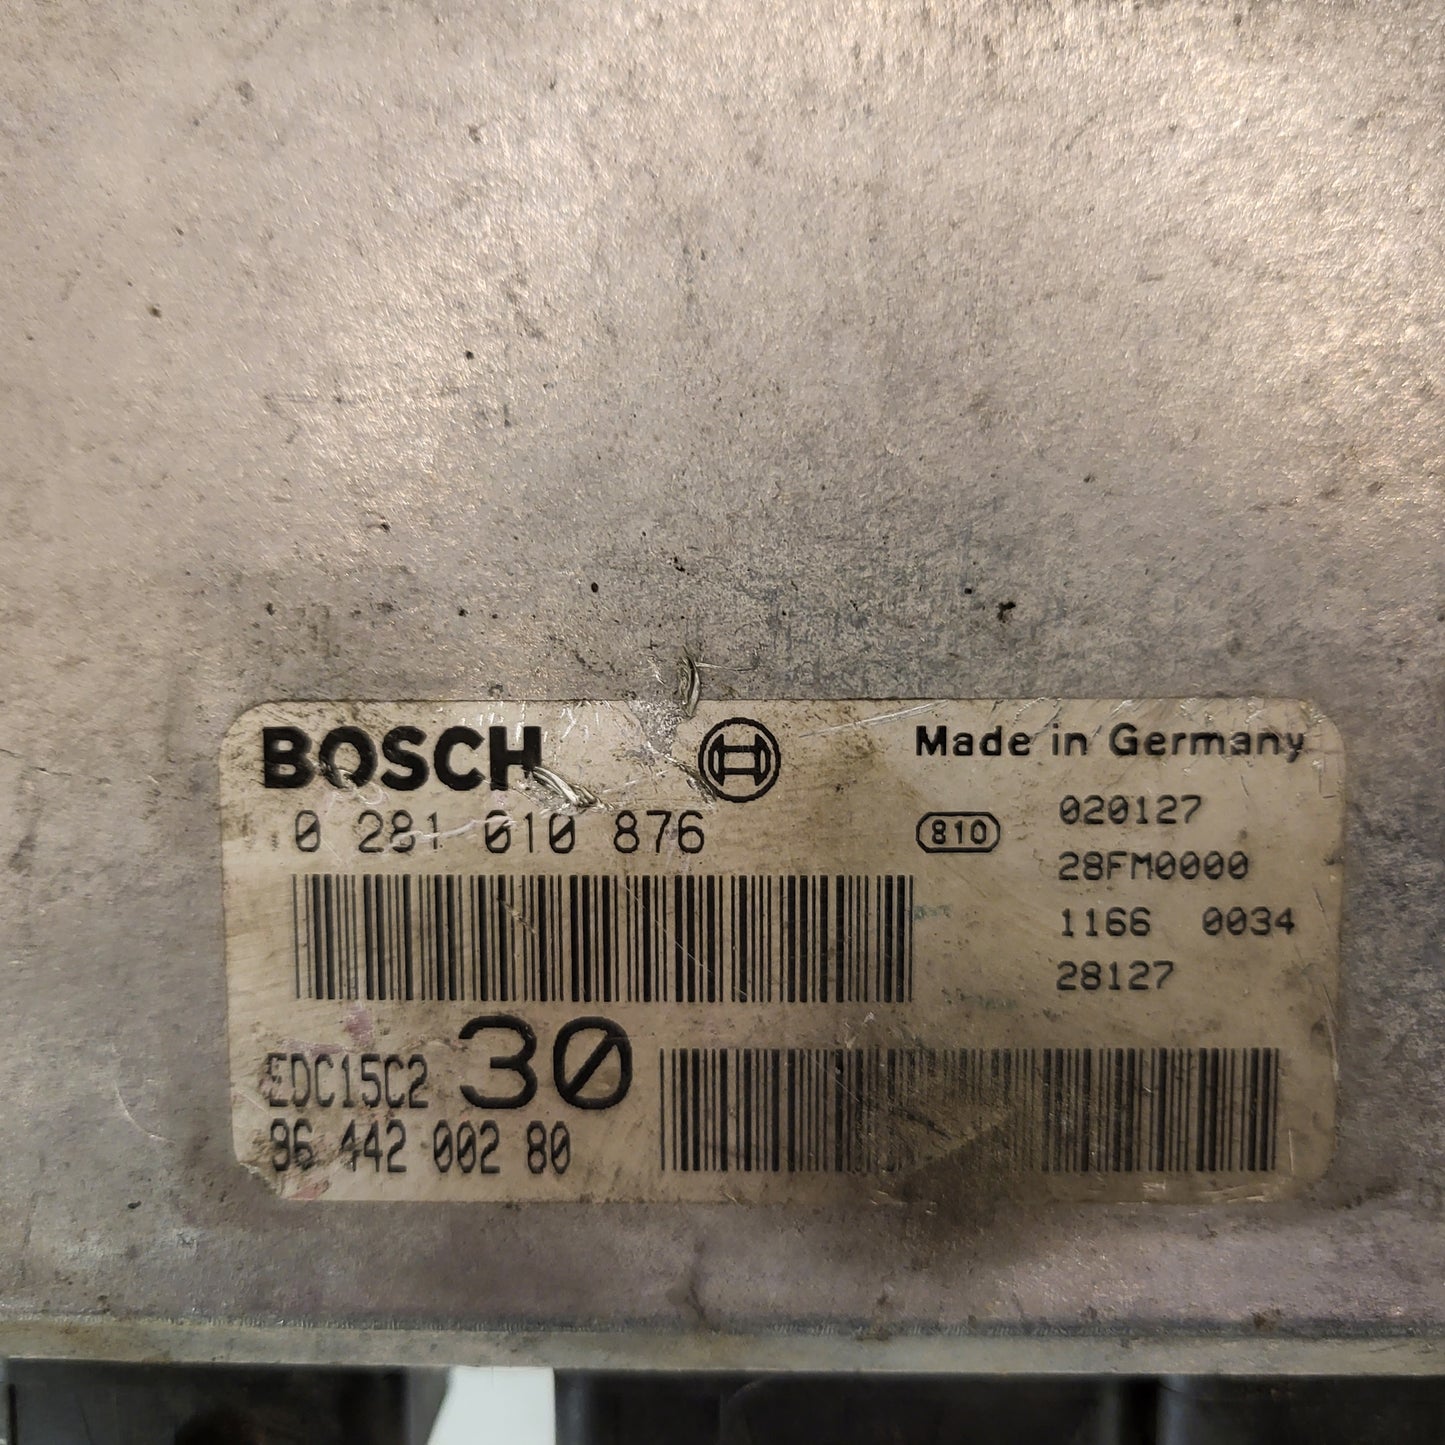 BOSCH
Made in Germany
0 281 010 876
810
020127
28FM0000
1166 0034
28127
EDC15C2 30
96 442 002 80